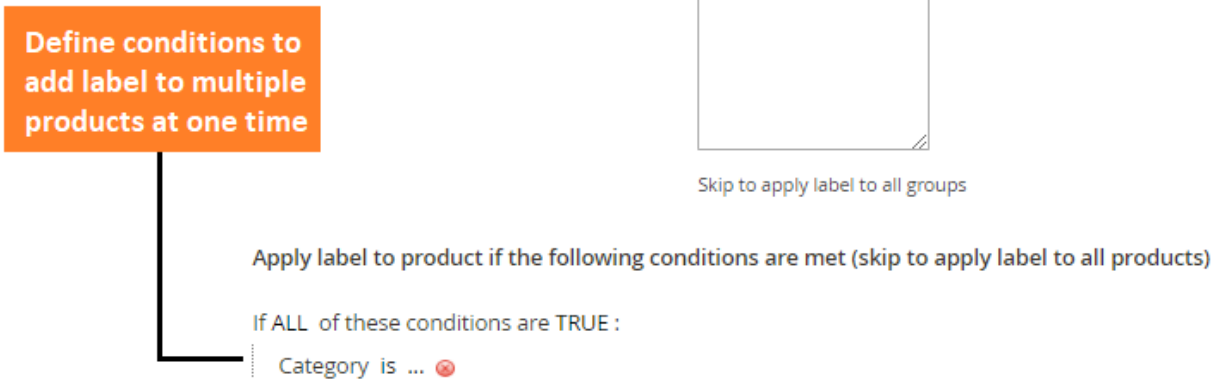 Define conditions to
add label to multiple
products at one time
Skip to apply label to all groups
Apply label to product if the following conditions are met (skip to apply label to all products)
If ALL of these conditions are TRUE :
Category is ...